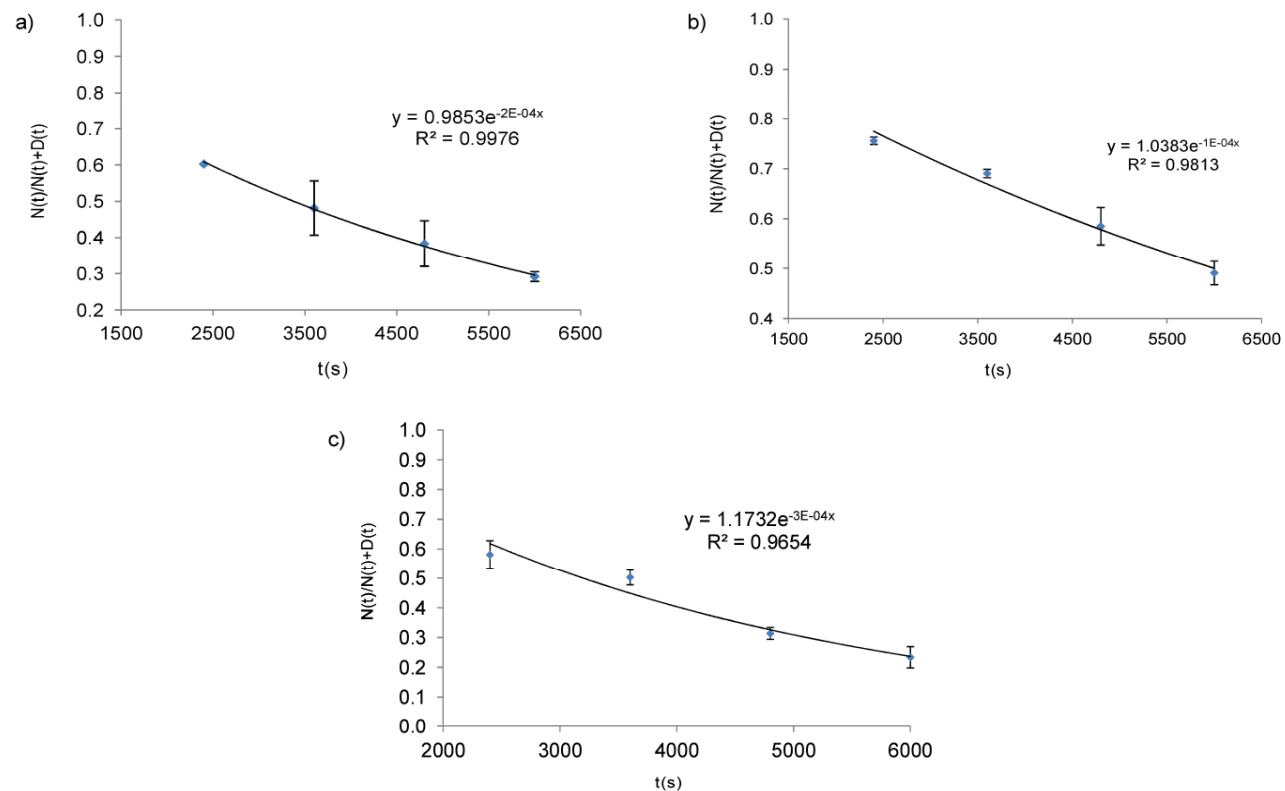 a)
1.0
0.9
0.8
0.7
0.6
0.5
0.4
0.3
0.2
N(t)/N(t)+D(t)
y = 0.9853e^-2E-04x
R² = 0.9976
1500 2500 3500 4500 5500 6500
t(s)
b)
1.0
0.9
0.8
0.7
0.6
0.5
0.4
N(t)/N(t)+D(t)
y = 1.0383e^-1E-04x
R² = 0.9813
1500 2500 3500 4500 5500 6500
t(s)
c)
1.0
0.9
0.8
0.7
0.6
0.5
0.4
0.3
0.2
0.1
0.0
N(t)/N(t)+D(t)
y = 1.1732e^-3E-04x
R² = 0.9654
2000 3000 4000 5000 6000
t(s)